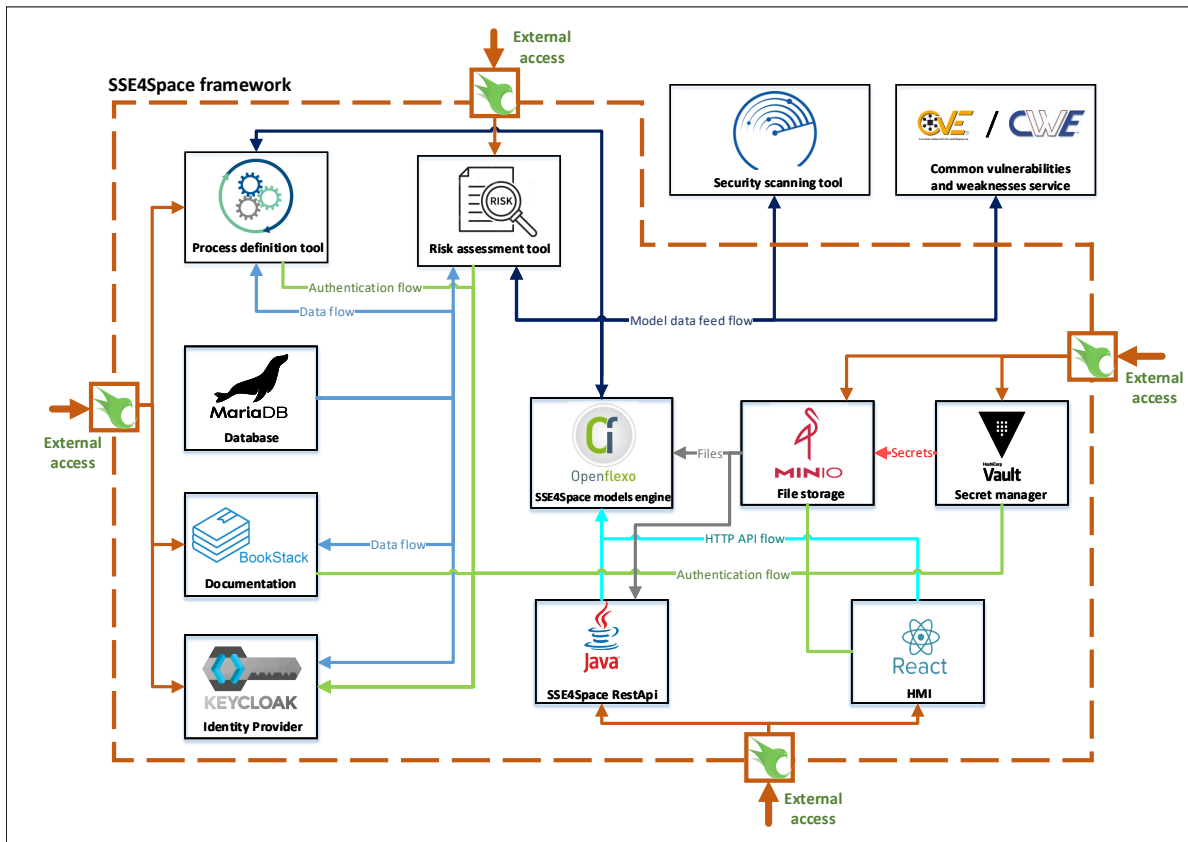 External
access
SSE4Space framework
Process definition tool
RISK
Risk assessment tool
Security scanning tool
CVE / CWE
Common vulnerabilities
and weaknesses service
Authentication flow
Data flow
Model data feed flow
MariaDB
Database
External
access
External
access
Openflexo
SSE4Space models engine
Files
MINIO
File storage
Secrets
HashiCorp
Vault
Secret manager
BookStack
Documentation
Data flow
HTTP API flow
Authentication flow
KEYCLOAK
Identity Provider
Java
SSE4Space RestApi
React
HMI
External
access